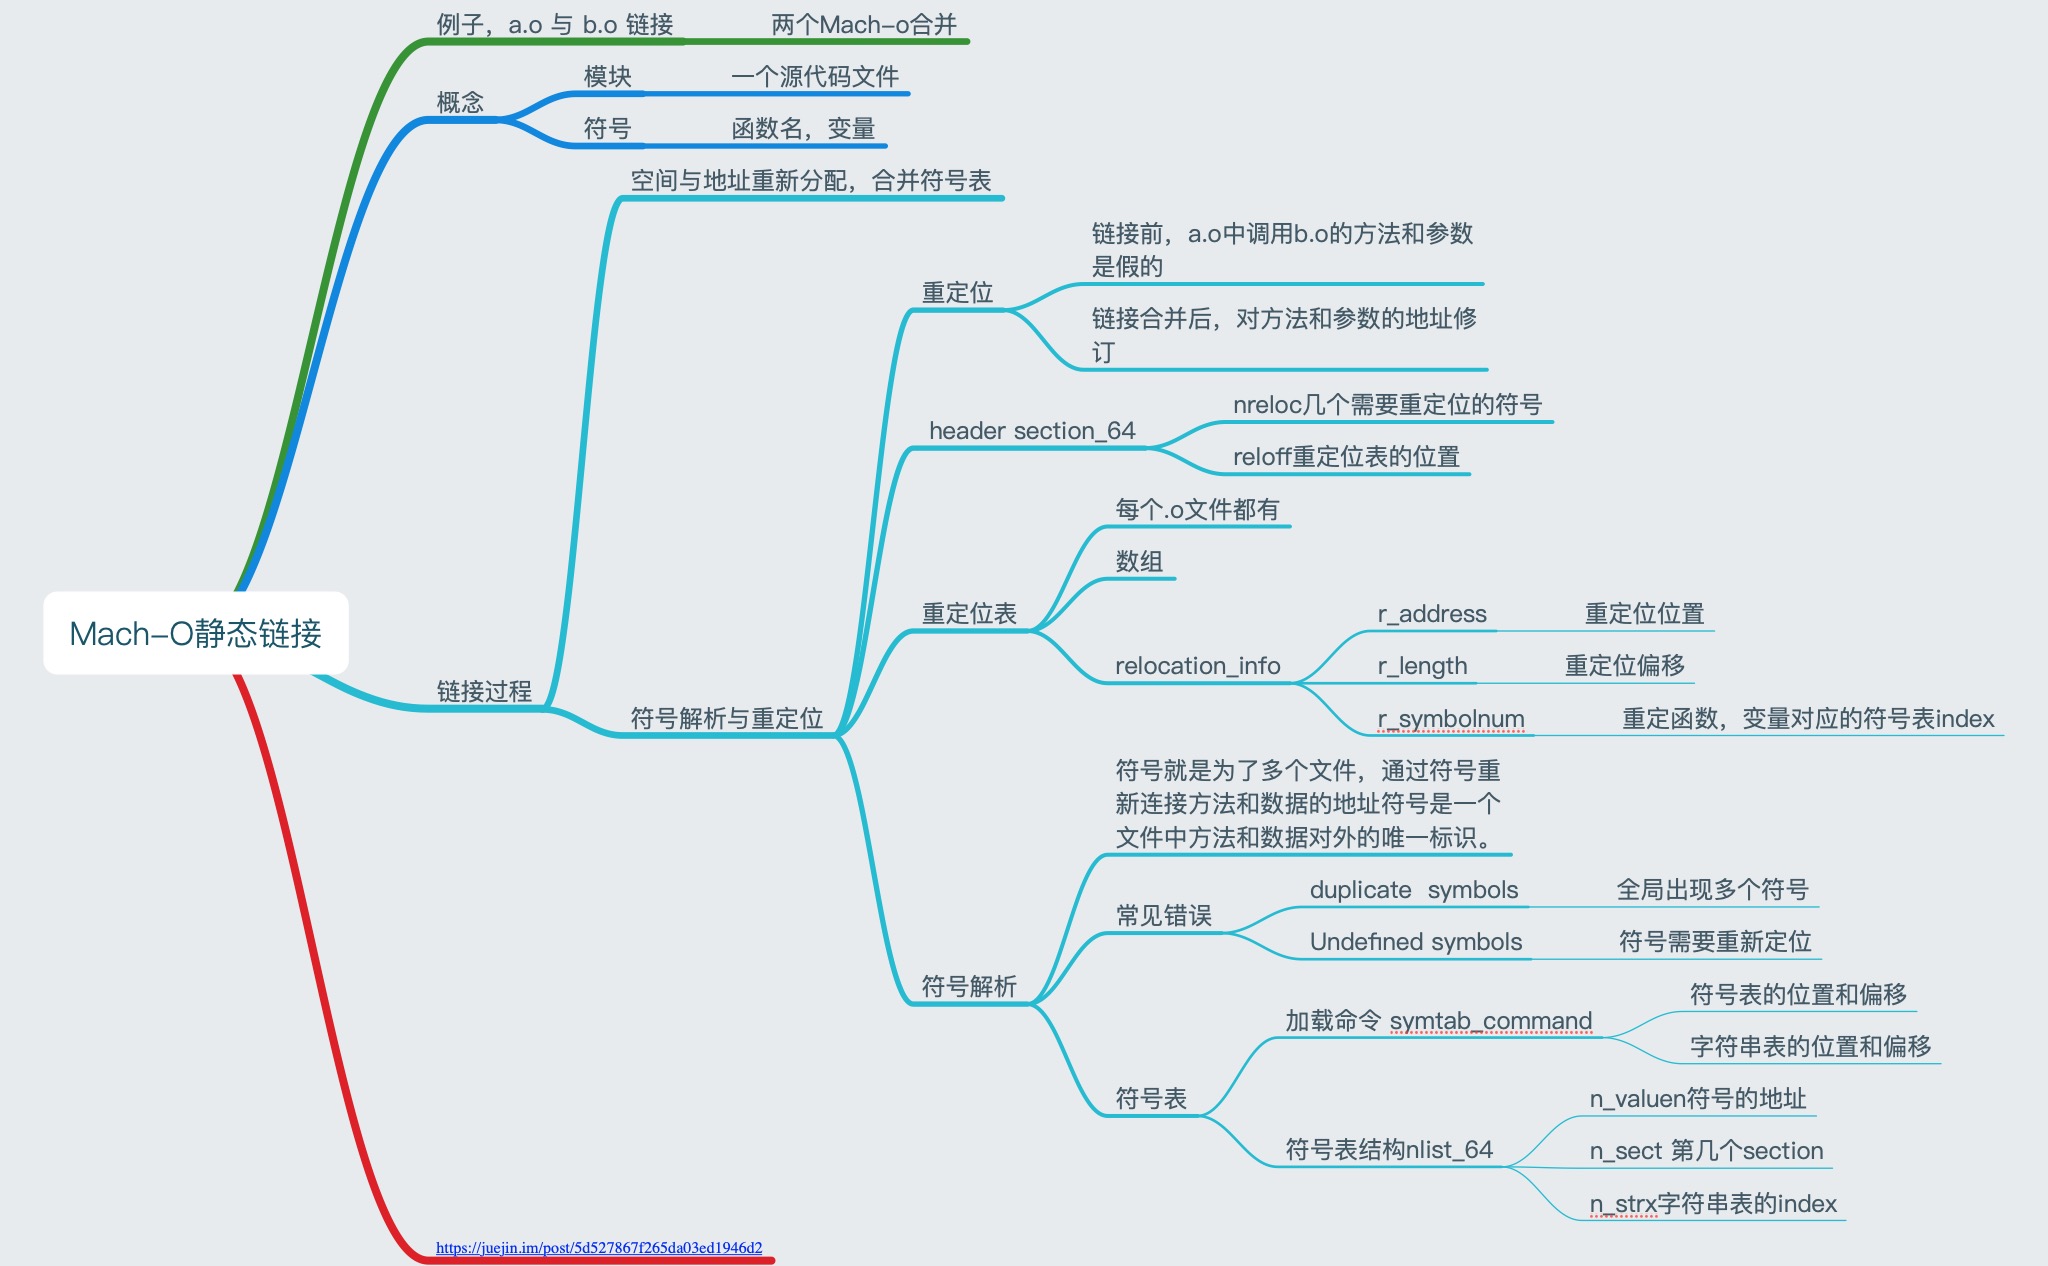 例子，a.o 与 b.o 链接
两个Mach-o合并
概念
模块
一个源代码文件
符号
函数名，变量
空间与地址重新分配，合并符号表
链接前，a.o中调用b.o的方法和参数
是假的
重定位
链接合并后，对方法和参数的地址修
订
header section_64
nreloc几个需要重定位的符号
reloff重定位表的位置
每个.o文件都有
数组
重定位表
relocation_info
r_address
重定位位置
r_length
重定位偏移
r_symbolnum
重定函数，变量对应的符号表index
Mach-O静态链接
链接过程
符号解析与重定位
符号就是为了多个文件，通过符号重
新连接方法和数据的地址符号是一个
文件中方法和数据对外的唯一标识。
常见错误
duplicate  symbols
全局出现多个符号
Undefined symbols
符号需要重新定位
符号解析
加载命令 symtab_command
符号表的位置和偏移
字符串表的位置和偏移
符号表
符号表结构nlist_64
n_valuen符号的地址
n_sect 第几个section
n_strx字符串表的index
https://juejin.im/post/5d527867f265da03ed1946d2